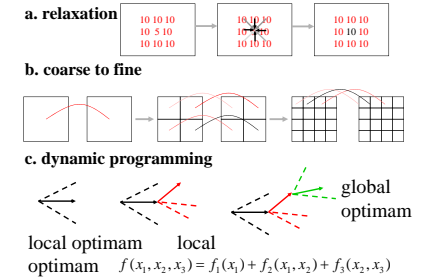 a. relaxation
10 10 10
10 5 10
10 10 10
10 10 10
10 10 10
10 10 10
10 10 10
10 10 10
b. coarse to fine
c. dynamic programming
global
optimam
local optimam local
optimam f(x₁, x₂, x₃) = f₁(x₁) + f₂(x₁, x₂) + f₃(x₂, x₃)